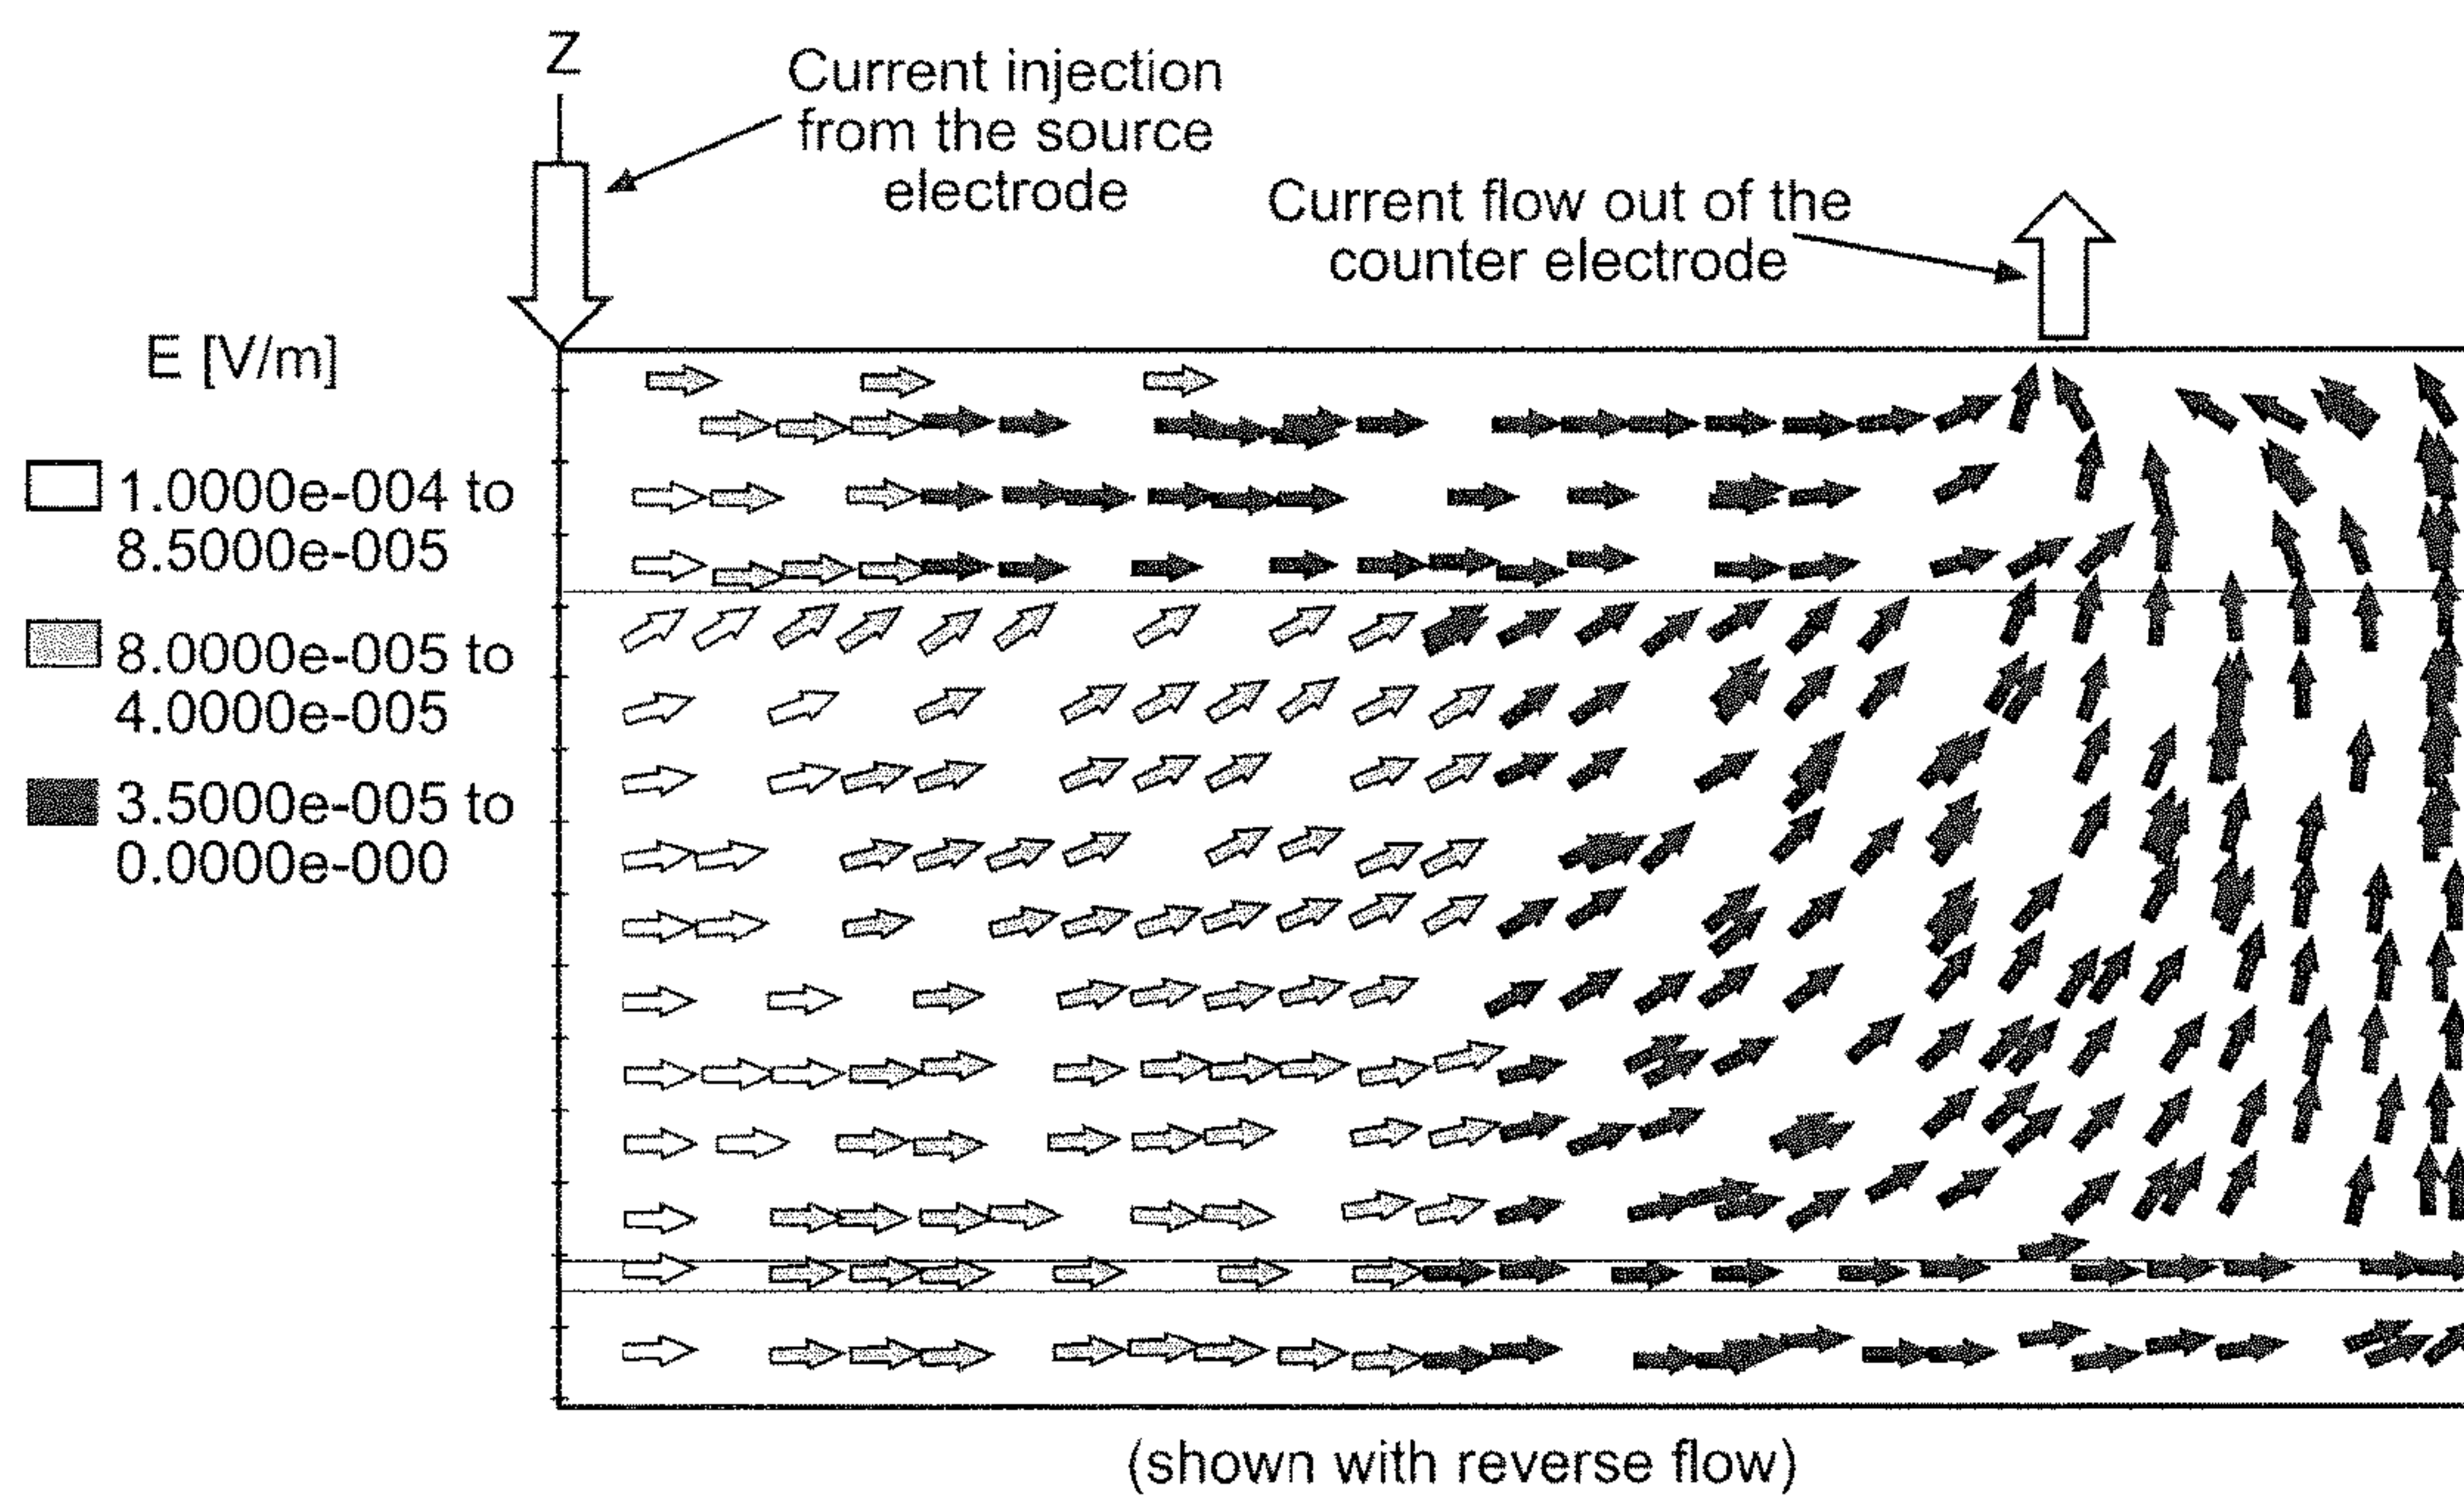 Z
Current injection
from the source
electrode
Current flow out of the
counter electrode
E [V/m]
1.0000e-004 to
8.5000e-005
8.0000e-005 to
4.0000e-005
3.5000e-005 to
0.0000e-000
(shown with reverse flow)